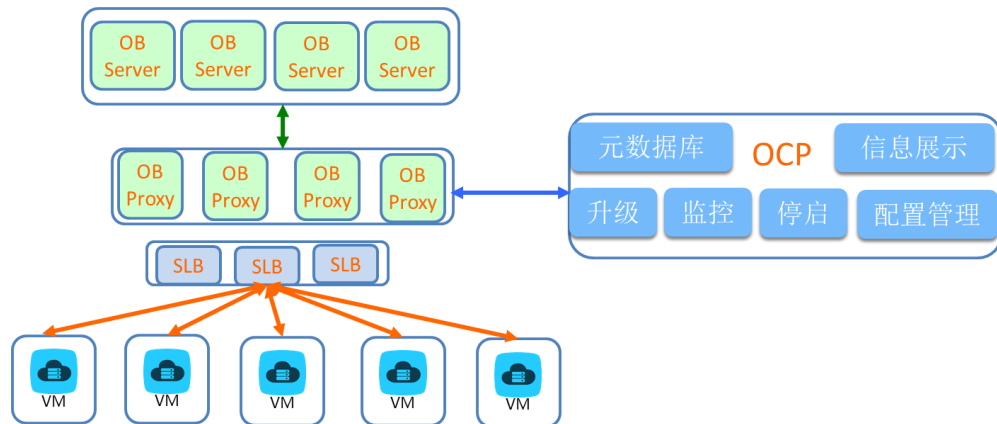 OB
Server
OB
Server
OB
Server
OB
Server
OB
Proxy
OB
Proxy
OB
Proxy
OB
Proxy
元数据库
OCP
信息展示
升级
监控
停启
配置管理
SLB
SLB
SLB
VM
VM
VM
VM
VM